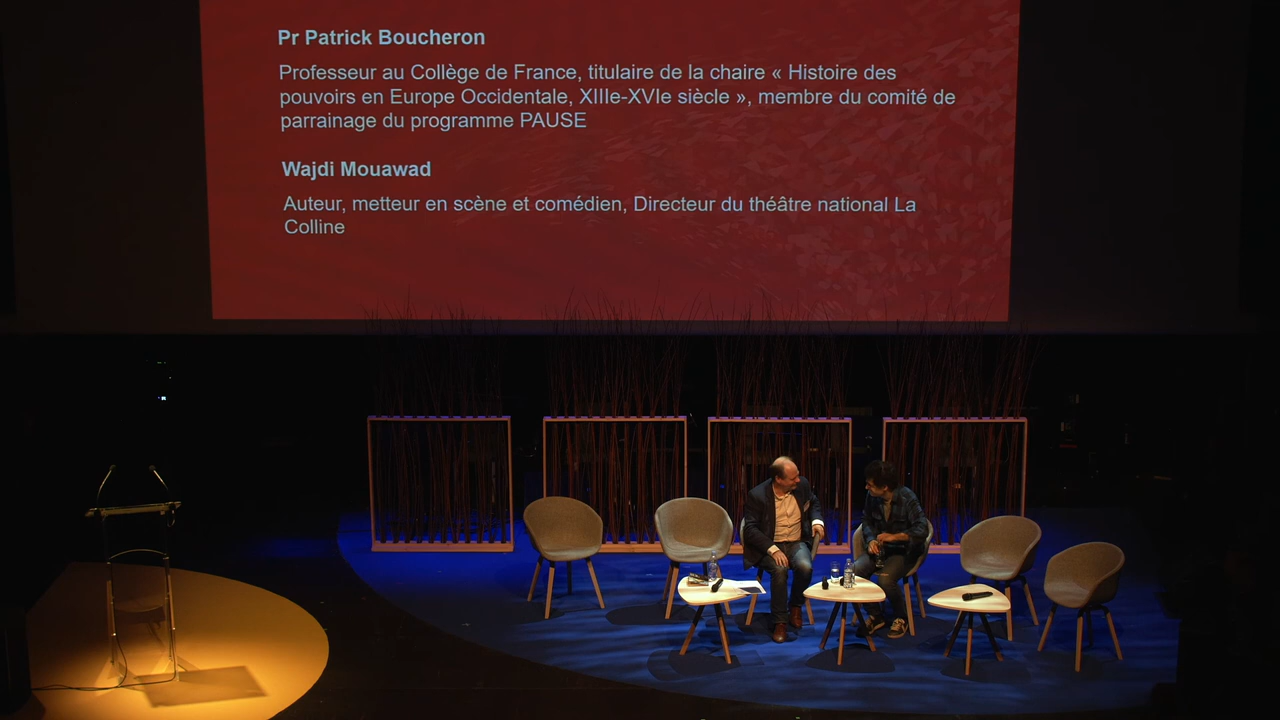 Pr Patrick Boucheron
Professeur au Collège de France, titulaire de la chaire « Histoire des
pouvoirs en Europe Occidentale, XIIIe-XVIe siècle », membre du comité de
parrainage du programme PAUSE
Wajdi Mouawad
Auteur, metteur en scène et comédien, Directeur du théâtre national La
Colline